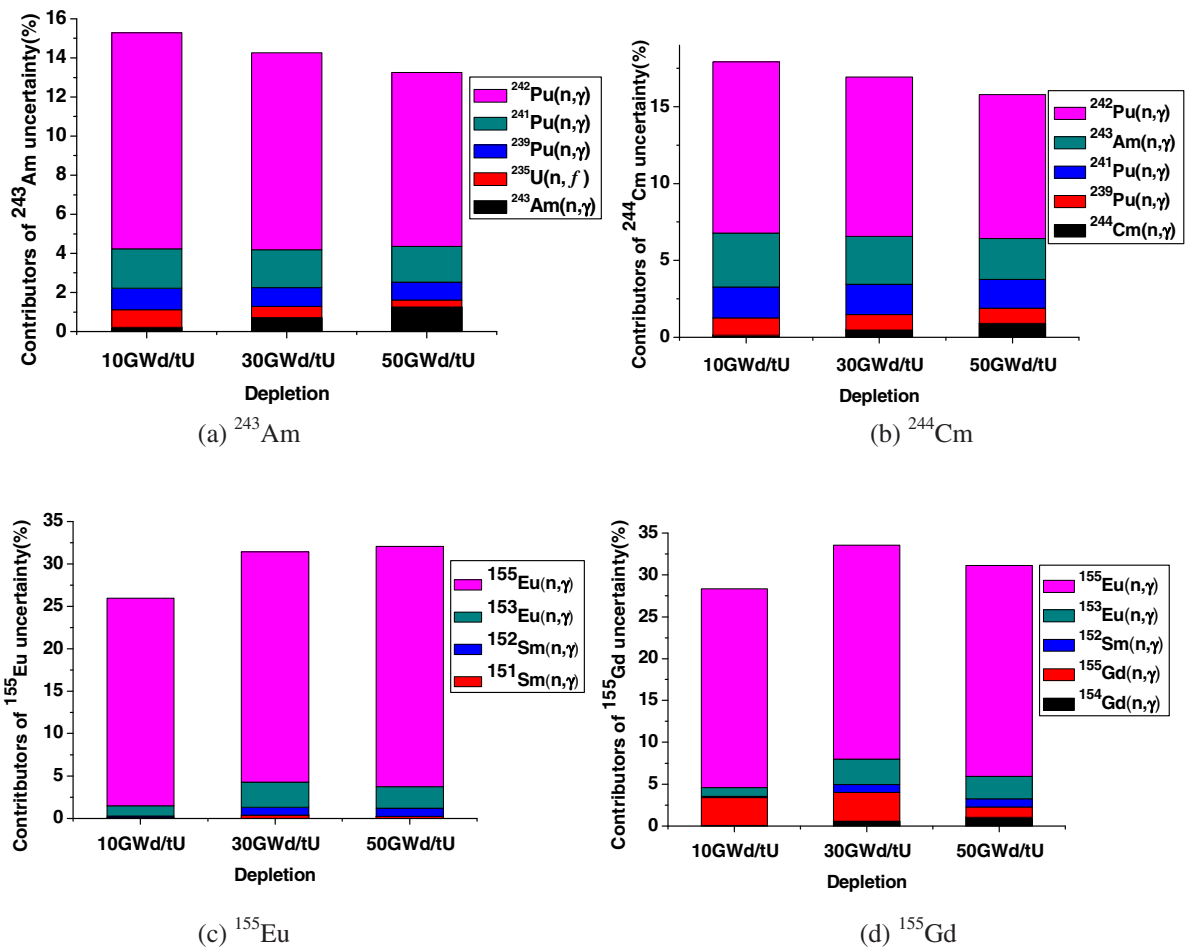 Contributors of ²⁴³Am uncertainty(%)
16
14
12
10
8
6
4
2
0
²⁴²Pu(n,γ)
²⁴¹Pu(n,γ)
²³⁹Pu(n,γ)
²³⁵U(n,f)
²⁴³Am(n,γ)
10GWd/tU 30GWd/tU 50GWd/tU
Depletion
(a) ²⁴³Am
Contributors of ²⁴⁴Cm uncertainty(%)
15
10
5
0
²⁴²Pu(n,γ)
²⁴³Am(n,γ)
²⁴¹Pu(n,γ)
²³⁹Pu(n,γ)
²⁴⁴Cm(n,γ)
10GWd/tU 30GWd/tU 50GWd/tU
Depletion
(b) ²⁴⁴Cm
Contritbutors of ¹⁵⁵Eu uncertainty(%)
35
30
25
20
15
10
5
0
¹⁵⁵Eu(n,γ)
¹⁵³Eu(n,γ)
¹⁵²Sm(n,γ)
¹⁵¹Sm(n,γ)
10GWd/tU 30GWd/tU 50GWd/tU
Depletion
(c) ¹⁵⁵Eu
Contributors of ¹⁵⁵Gd uncertainty(%)
35
30
25
20
15
10
5
0
¹⁵⁵Eu(n,γ)
¹⁵³Eu(n,γ)
¹⁵²Sm(n,γ)
¹⁵⁵Gd(n,γ)
¹⁵⁴Gd(n,γ)
10GWd/tU 30GWd/tU 50GWd/tU
Depletion
(d) ¹⁵⁵Gd